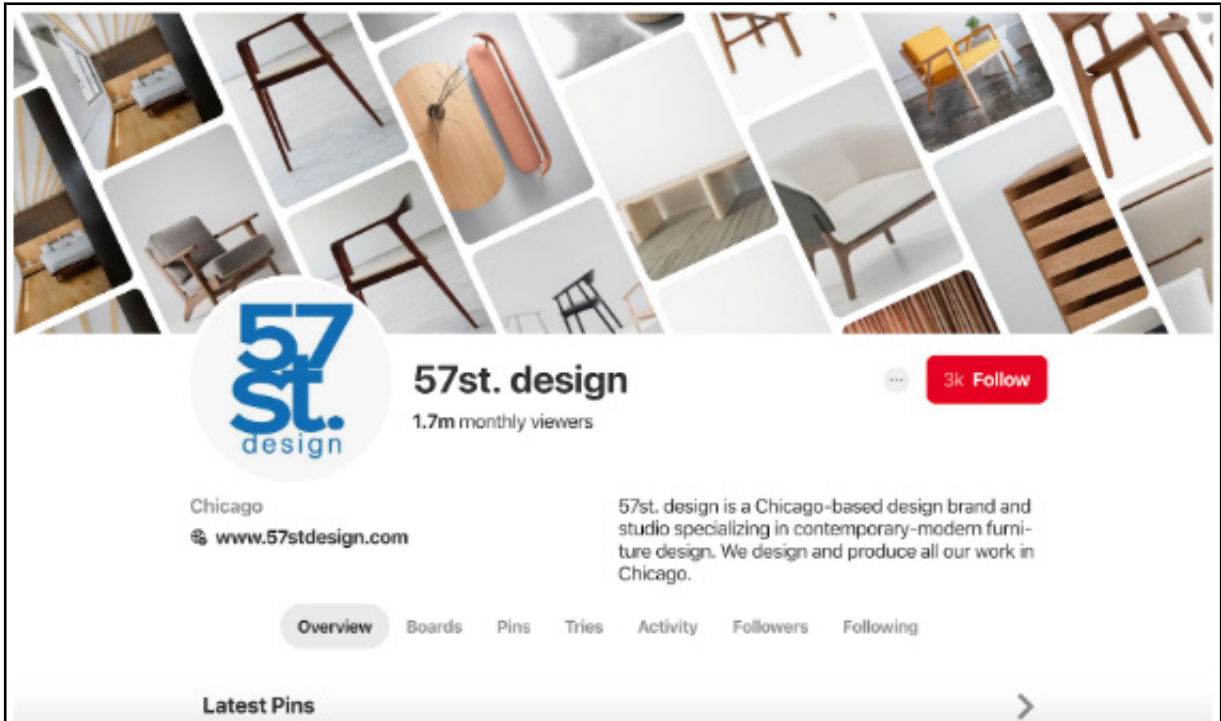 57
st.
design
57st. design
3k Follow
1.7m monthly viewers
Chicago
www.57stdesign.com
57st. design is a Chicago-based design brand and
studio specializing in contemporary-modern furni-
ture design. We design and produce all our work in
Chicago.
Overview Boards Pins Tries Activity Followers Following
Latest Pins